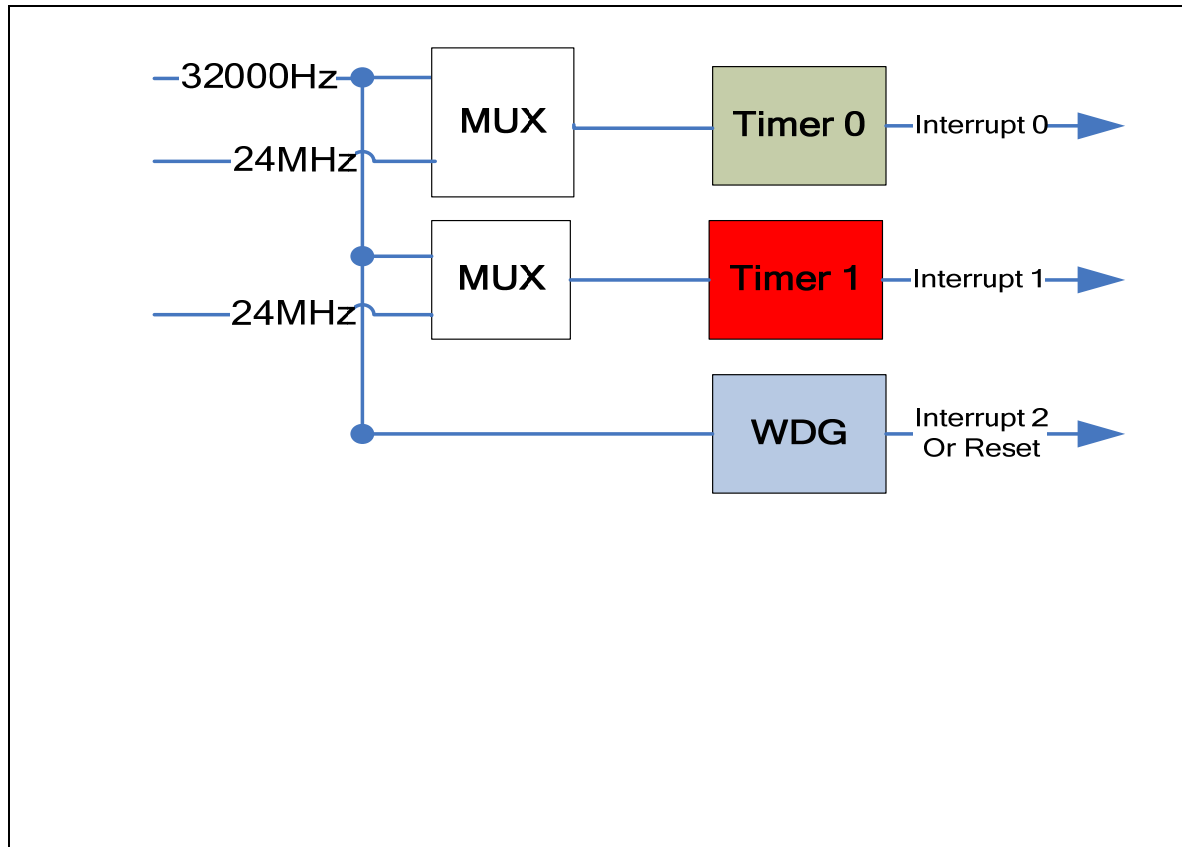 32000Hz
MUX
Timer 0
Interrupt 0
24MHz
MUX
Timer 1
Interrupt 1
24MHz
WDG
Interrupt 2
Or Reset